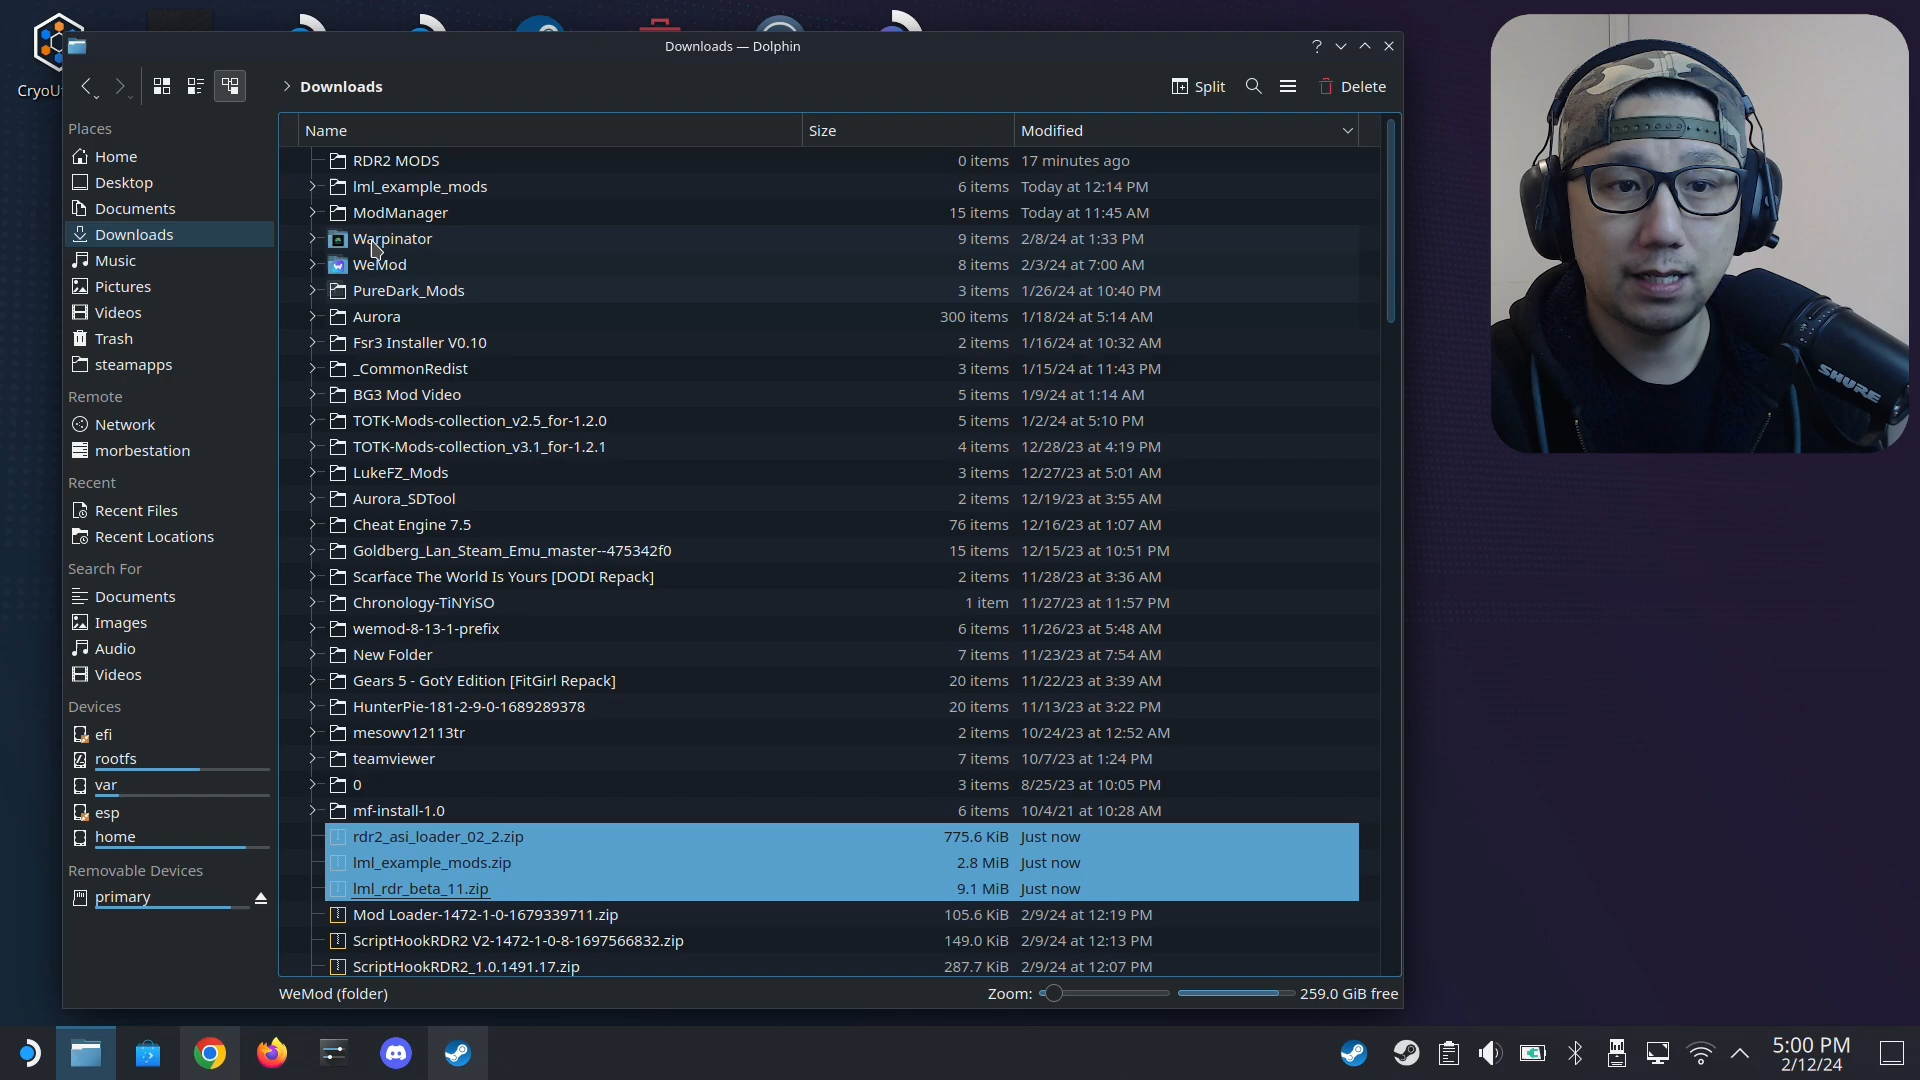 CryoU
Downloads — Dolphin
Downloads
Split
Delete
Places
Home
Desktop
Documents
Downloads
Music
Pictures
Videos
Trash
steamapps
Remote
Network
morbestation
Recent
Recent Files
Recent Locations
Search For
Documents
Images
Audio
Videos
Devices
efi
rootfs
var
esp
home
Removable Devices
primary
Name Size Modified
RDR2 MODS 0 items 17 minutes ago
lml_example_mods 6 items Today at 12:14 PM
ModManager 15 items Today at 11:45 AM
Warpinator 9 items 2/8/24 at 1:33 PM
WeMod 8 items 2/3/24 at 7:00 AM
PureDark_Mods 3 items 1/26/24 at 10:40 PM
Aurora 300 items 1/18/24 at 5:14 AM
Fsr3 Installer V0.10 2 items 1/16/24 at 10:32 AM
_CommonRedist 3 items 1/15/24 at 11:43 PM
BG3 Mod Video 5 items 1/9/24 at 1:14 AM
TOTK-Mods-collection_v2.5_for-1.2.0 5 items 1/2/24 at 5:10 PM
TOTK-Mods-collection_v3.1_for-1.2.1 4 items 12/28/23 at 4:19 PM
LukeFZ_Mods 3 items 12/27/23 at 5:01 AM
Aurora_SDTool 2 items 12/19/23 at 3:55 AM
Cheat Engine 7.5 76 items 12/16/23 at 1:07 AM
Goldberg_Lan_Steam_Emu_master--475342f0 15 items 12/15/23 at 10:51 PM
Scarface The World Is Yours [DODI Repack] 2 items 11/28/23 at 3:36 AM
Chronology-TiNYiSO 1 item 11/27/23 at 11:57 PM
wemod-8-13-1-prefix 6 items 11/26/23 at 5:48 AM
New Folder 7 items 11/23/23 at 7:54 AM
Gears 5 - GotY Edition [FitGirl Repack] 20 items 11/22/23 at 3:39 AM
HunterPie-181-2-9-0-1689289378 20 items 11/13/23 at 3:22 PM
mesowv12113tr 2 items 10/24/23 at 12:52 AM
teamviewer 7 items 10/7/23 at 1:24 PM
0 3 items 8/25/23 at 10:05 PM
mf-install-1.0 6 items 10/4/21 at 10:28 AM
rdr2_asi_loader_02_2.zip 775.6 KiB Just now
lml_example_mods.zip 2.8 MiB Just now
lml_rdr_beta_11.zip 9.1 MiB Just now
Mod Loader-1472-1-0-1679339711.zip 105.6 KiB 2/9/24 at 12:19 PM
ScriptHookRDR2 V2-1472-1-0-8-1697566832.zip 149.0 KiB 2/9/24 at 12:13 PM
ScriptHookRDR2_1.0.1491.17.zip 287.7 KiB 2/9/24 at 12:07 PM
WeMod (folder)
Zoom:
259.0 GiB free
SHURE
5:00 PM
2/12/24